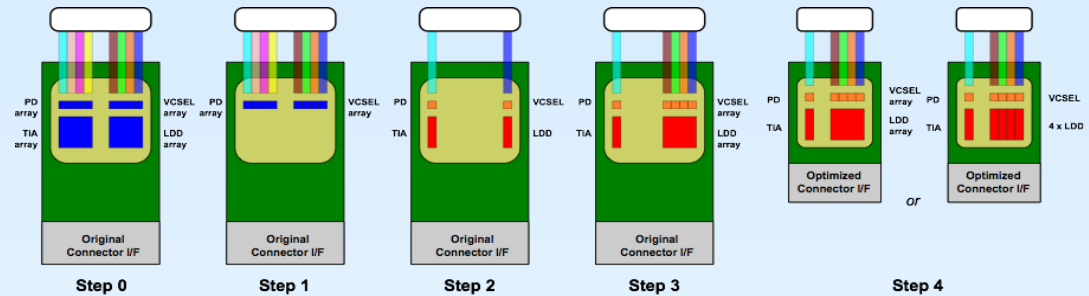 PD
array
TIA
array
VCSEL
array
LDD
array
Original
Connector I/F
Step 0
PD
array
VCSEL
array
Original
Connector I/F
Step 1
PD
TIA
VCSEL
LDD
Original
Connector I/F
Step 2
PD
TIA
VCSEL
array
LDD
array
Original
Connector I/F
Step 3
PD
TIA
VCSEL
array
LDD
array
Optimized
Connector I/F
or
PD
TIA
VCSEL
4 x LDD
Optimized
Connector I/F
Step 4